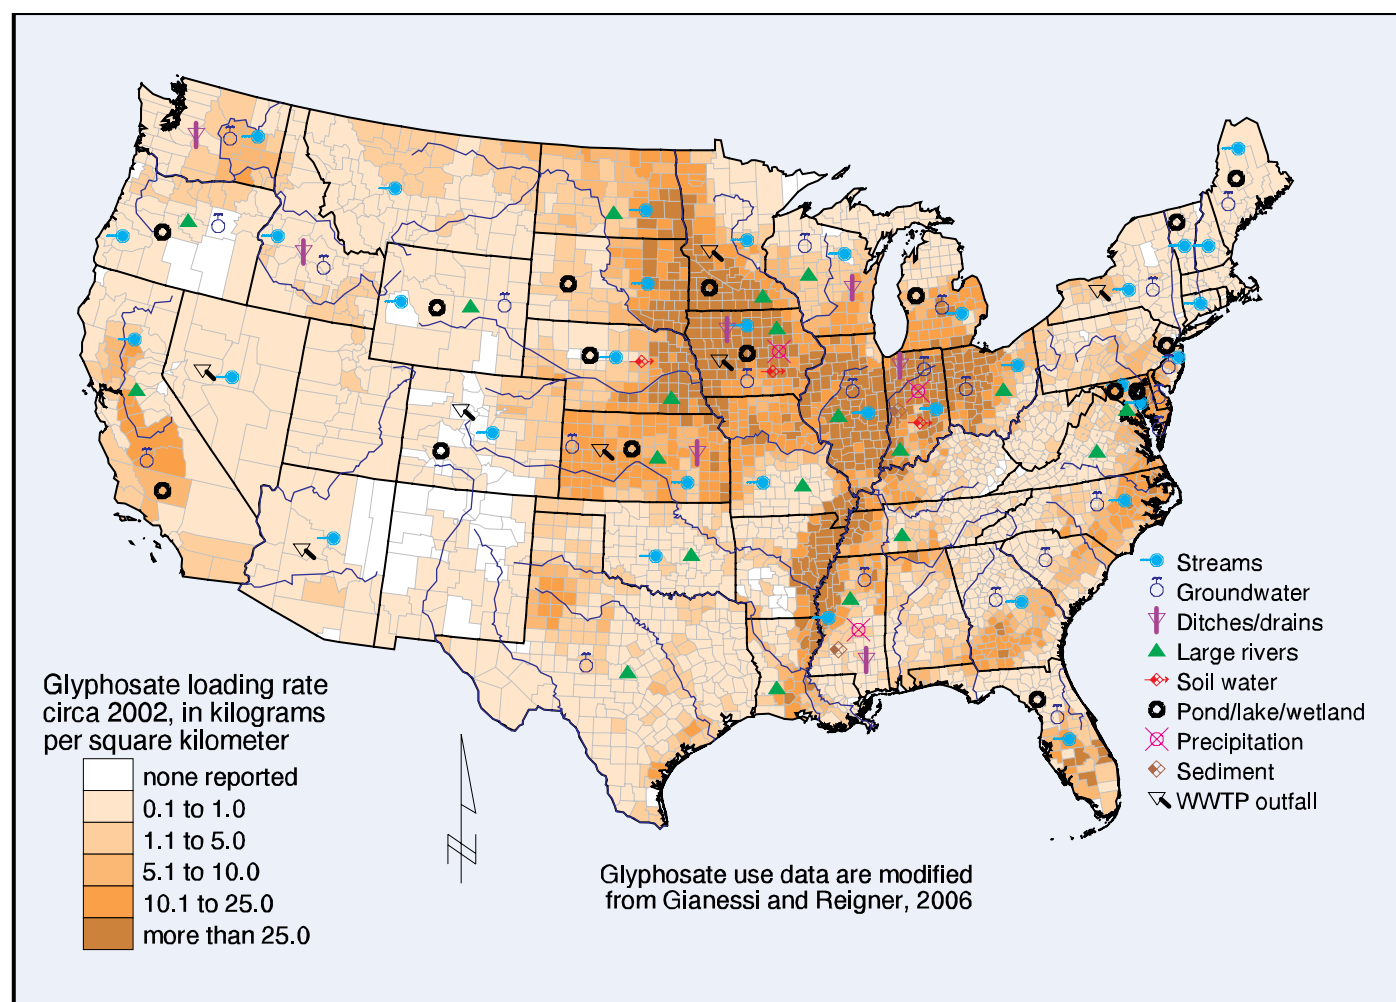 Streams
Groundwater
Ditches/drains
Large rivers
Soil water
Pond/lake/wetland
Precipitation
Sediment
WWTP outfall
Glyphosate loading rate
circa 2002, in kilograms
per square kilometer
none reported
0.1 to 1.0
1.1 to 5.0
5.1 to 10.0
10.1 to 25.0
more than 25.0
N
Glyphosate use data are modified
from Gianessi and Reigner, 2006